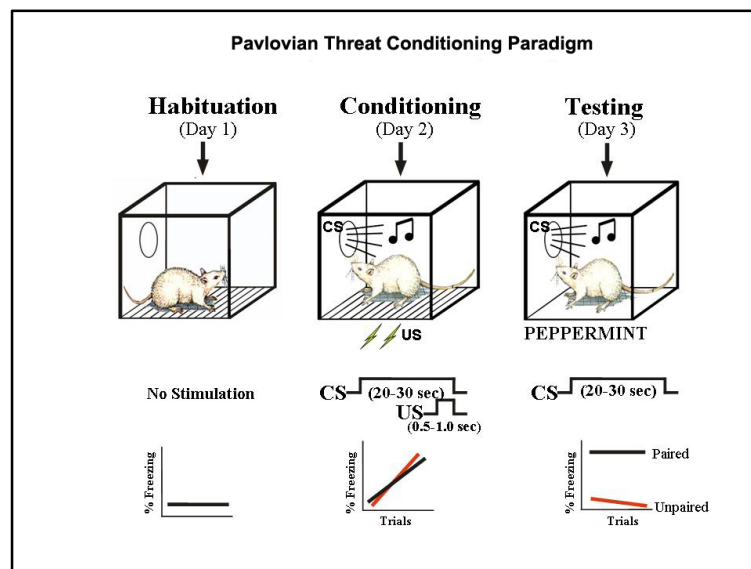 Pavlovian Threat Conditioning Paradigm
Habituation
(Day 1)
Conditioning
(Day 2)
Testing
(Day 3)
CS
US
CS
PEPPERMINT
No Stimulation
CS
(20-30 sec)
US
(0.5-1.0 sec)
CS
(20-30 sec)
% Freezing
% Freezing
Trials
% Freezing
Paired
Unpaired
Trials